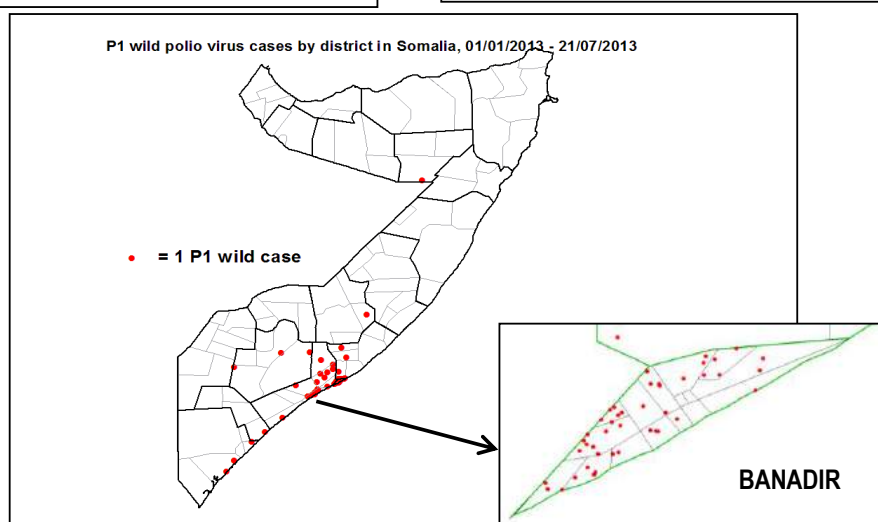 P1 wild polio virus cases by district in Somalia, 01/01/2013 - 21/07/2013
= 1 P1 wild case
BANADIR